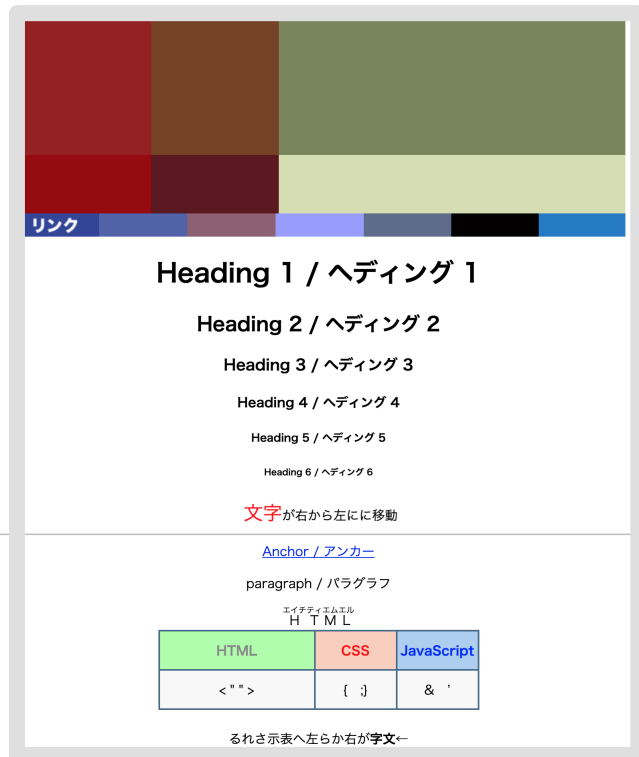 リンク
Heading 1 / ヘディング 1
Heading 2 / ヘディング 2
Heading 3 / ヘディング 3
Heading 4 / ヘディング 4
Heading 5 / ヘディング 5
Heading 6 / ヘディング 6
文字が右から左にに移動
Anchor / アンカー
paragraph / パラグラフ
エイチティエムエル
ＨＴＭＬ
HTML CSS JavaScript
< " " > { ;} & '
るれさ示表へ左らか右が字文←